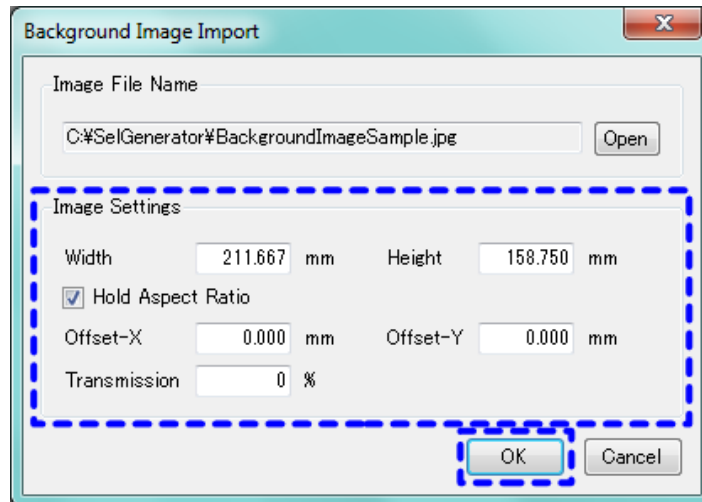 Background Image Import
Image File Name
C:¥SelGenerator¥BackgroundImageSample.jpg Open
Image Settings
Width 211.667 mm Height 158.750 mm
Hold Aspect Ratio
Offset-X 0.000 mm Offset-Y 0.000 mm
Transmission 0 %
OK Cancel